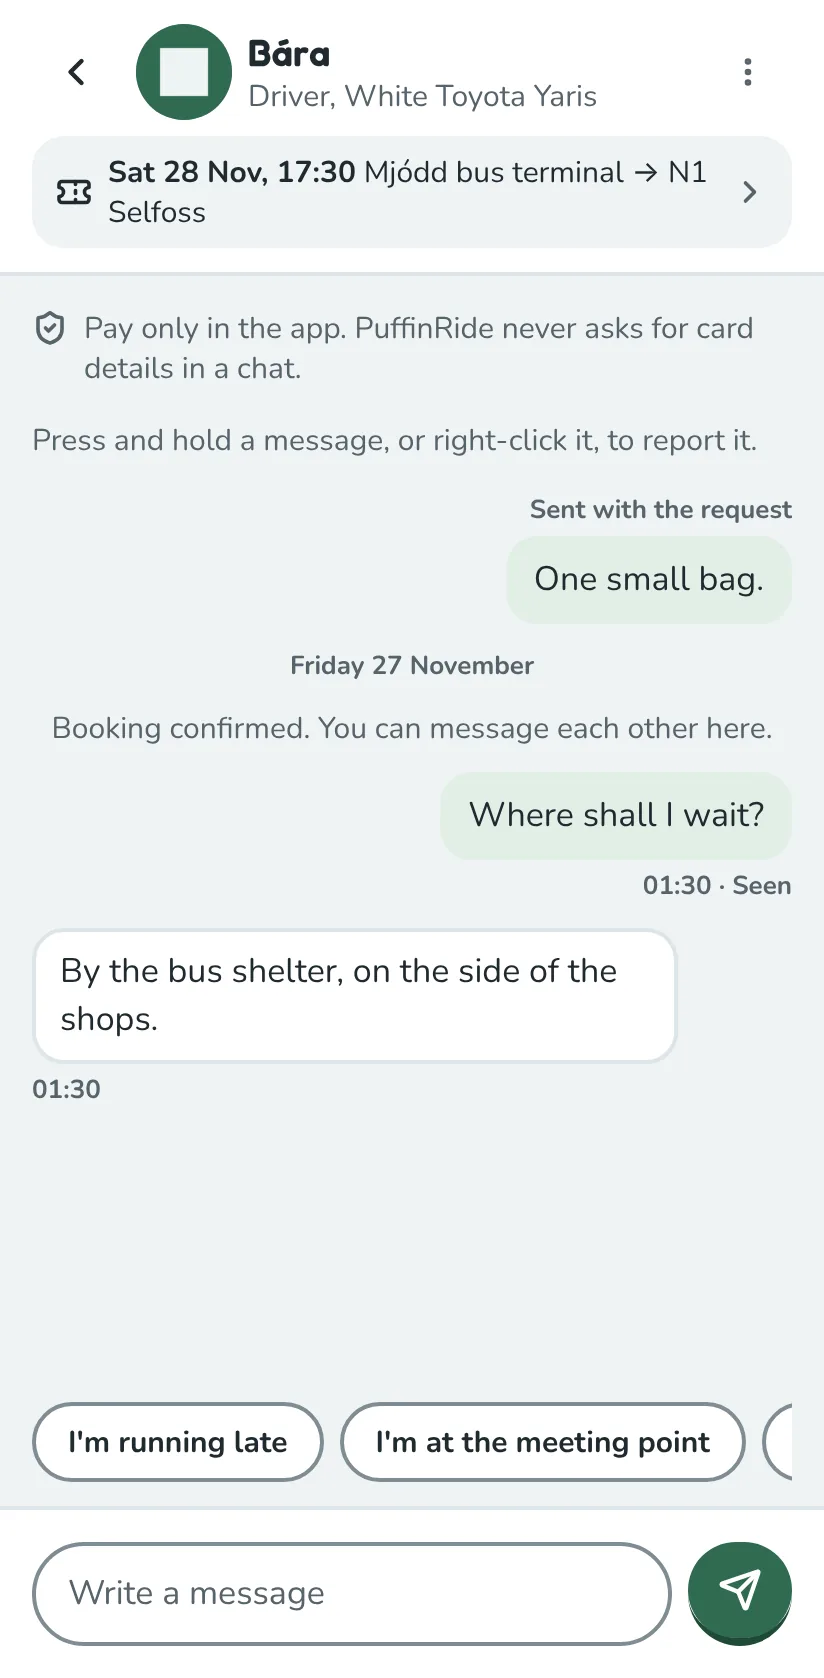 Bára
Driver, White Toyota Yaris
Sat 28 Nov, 17:30 Mjódd bus terminal → N1
Selfoss
Pay only in the app. PuffinRide never asks for card
details in a chat.
Press and hold a message, or right-click it, to report it.
Sent with the request
One small bag.
Friday 27 November
Booking confirmed. You can message each other here.
Where shall I wait?
01:30 · Seen
By the bus shelter, on the side of the
shops.
01:30
I'm running late
I'm at the meeting point
Write a message